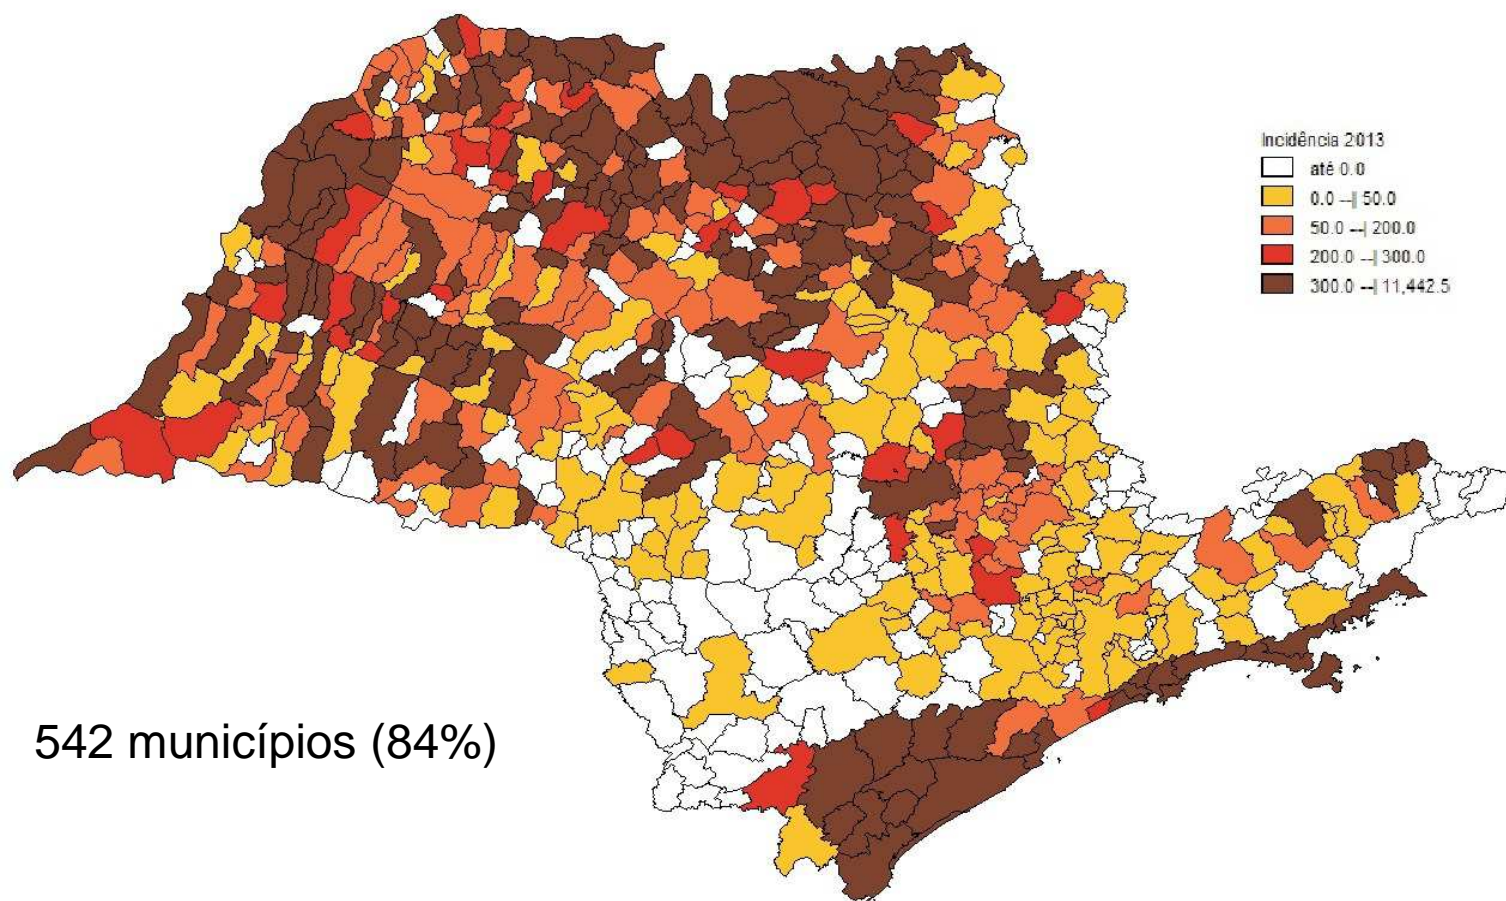 Incidência 2013
até 0.0
0.0 --| 50.0
50.0 --| 200.0
200.0 --| 300.0
300.0 --| 11,442.5
542 municípios (84%)